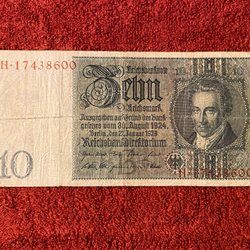 H·17438600
Reichsbanknote
Zehn
Reichsmark
Ausgegeben auf Grund des Bank-
gesetzes vom 30. August 1924
Berlin, den 22. Januar 1929
Reichsbankdirektorium
10
H·17438600